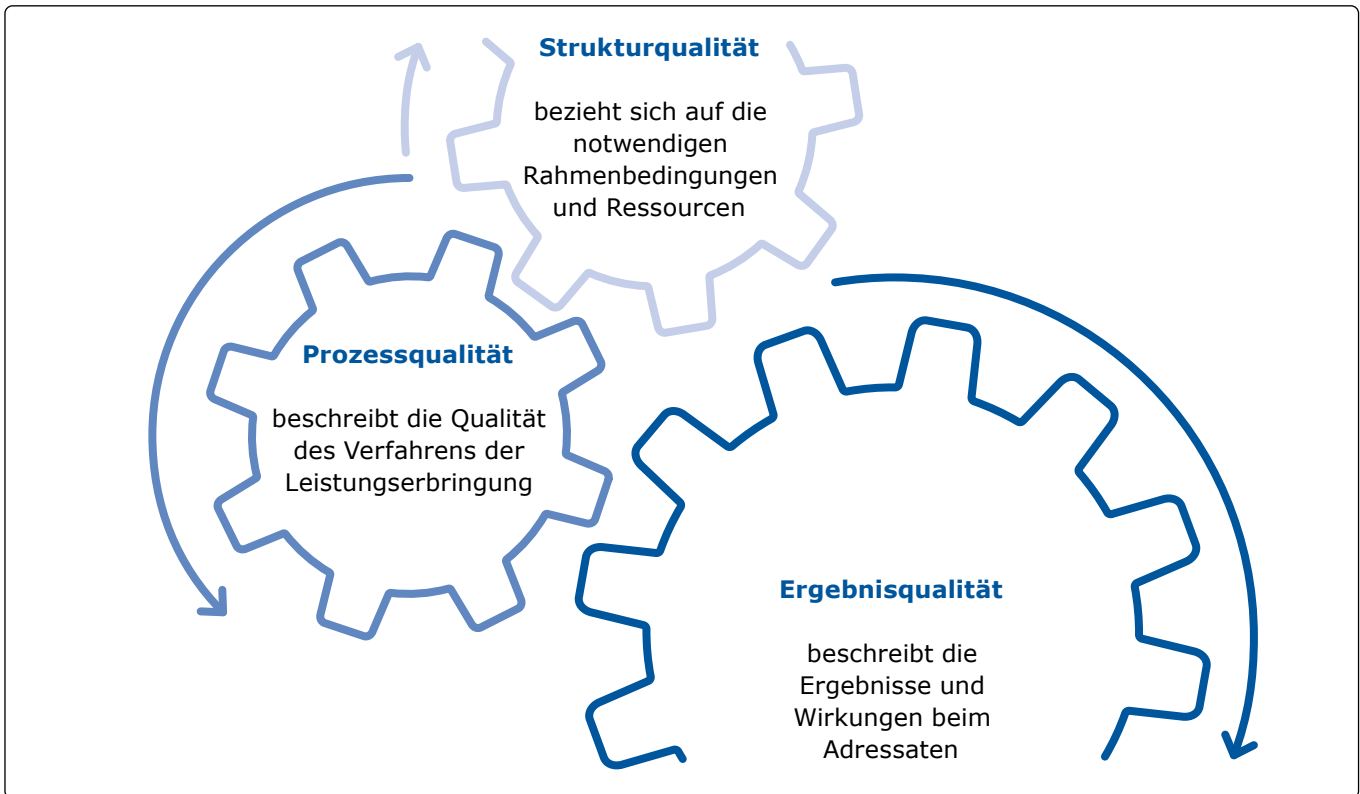 Strukturqualität
bezieht sich auf die
notwendigen
Rahmenbedingungen
und Ressourcen
Prozessqualität
beschreibt die Qualität
des Verfahrens der
Leistungserbringung
Ergebnisqualität
beschreibt die
Ergebnisse und
Wirkungen beim
Adressaten